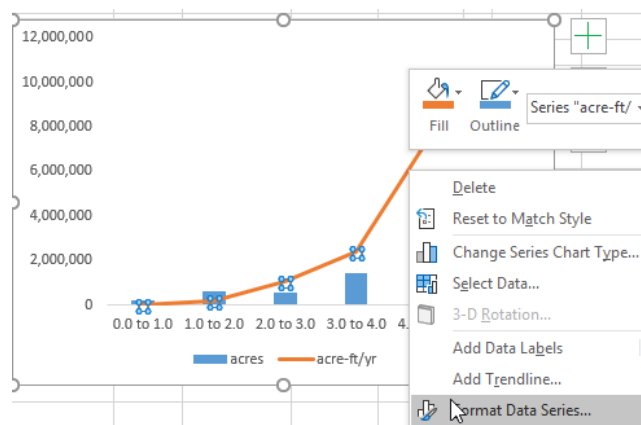 12,000,000
10,000,000
8,000,000
6,000,000
4,000,000
2,000,000
0
0.0 to 1.0 1.0 to 2.0 2.0 to 3.0 3.0 to 4.0 4.
acres acre-ft/yr
Fill Outline Series "acre-ft/
Delete
Reset to Match Style
Change Series Chart Type...
Select Data...
3-D Rotation...
Add Data Labels
Add Trendline...
Format Data Series...